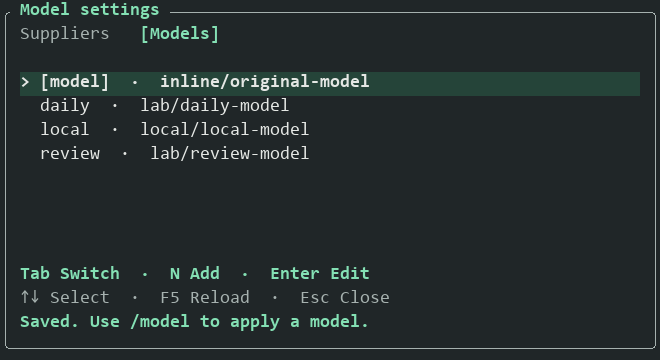 Model settings
Suppliers [Models]
> [model] · inline/original-model
daily · lab/daily-model
local · local/local-model
review · lab/review-model
Tab Switch · N Add · Enter Edit
↑↓ Select · F5 Reload · Esc Close
Saved. Use /model to apply a model.